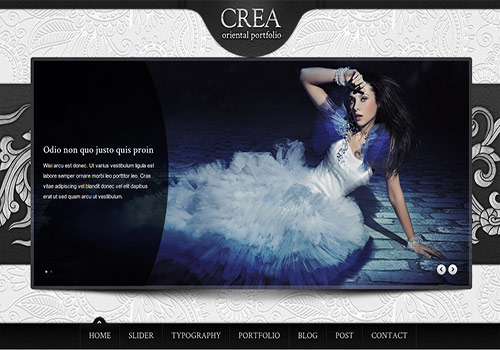 CREA
oriental portfolio
Odio non quo justo quis proin
Wisi arcu est donec. Ut varius vestibulum ligula est
labore semper ornare morbi leo porttitor leo. Cras
vitae adipiscing vel blandit donec vel elit dapibus
erat ut sed quam arcu ut vestibulum.
HOME SLIDER TYPOGRAPHY PORTFOLIO BLOG POST CONTACT